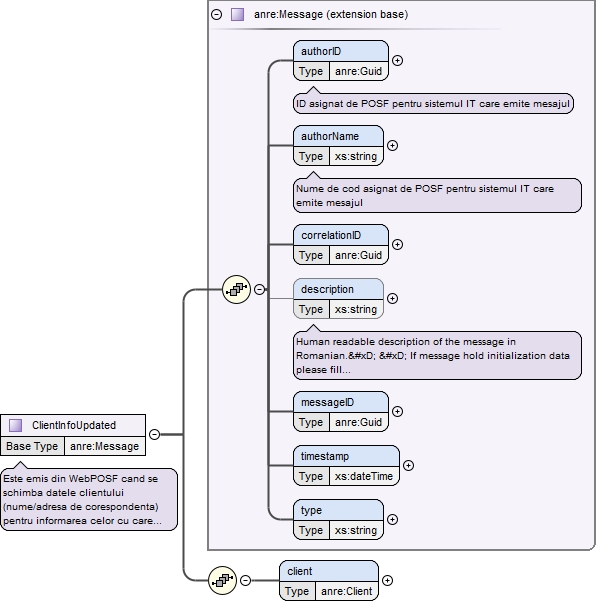 anre:Message (extension base)
authorID
Type anre:Guid
ID asignat de POSF pentru sistemul IT care emite mesajul
authorName
Type xs:string
Nume de cod asignat de POSF pentru sistemul IT care
emite mesajul
correlationID
Type anre:Guid
description
Type xs:string
Human readable description of the message in
Romanian.&#xD; &#xD; If message hold initialization data
please fill...
messageID
Type anre:Guid
timestamp
Type xs:dateTime
type
Type xs:string
ClientInfoUpdated
Base Type anre:Message
Este emis din WebPOSF cand se
schimba datele clientului
(nume/adresa de corespondenta)
pentru informarea celor cu care...
client
Type anre:Client